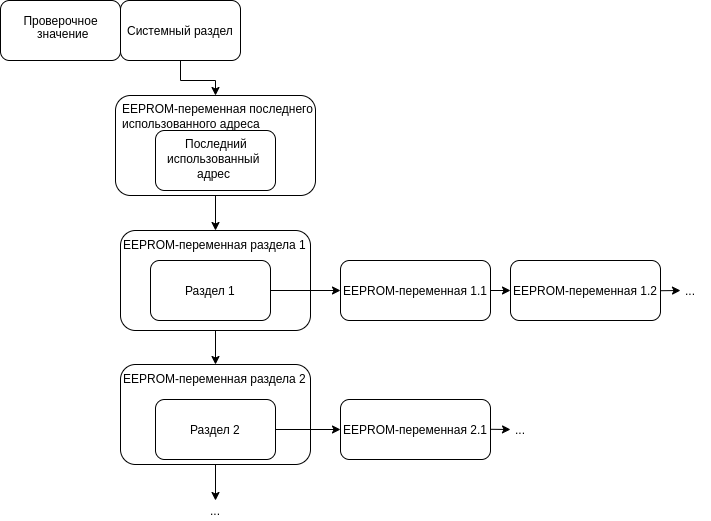 Проверочное
значение
Системный раздел
EEPROM-переменная последнего
использованного адреса
Последний
использованный
адрес
EEPROM-переменная раздела 1
Раздел 1
EEPROM-переменная 1.1
EEPROM-переменная 1.2
...
EEPROM-переменная раздела 2
Раздел 2
EEPROM-переменная 2.1
...
...